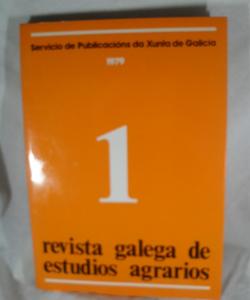 Servicio de Publicacións da Xunta de Galicia
1979
1
revista galega de
estudios agrarios